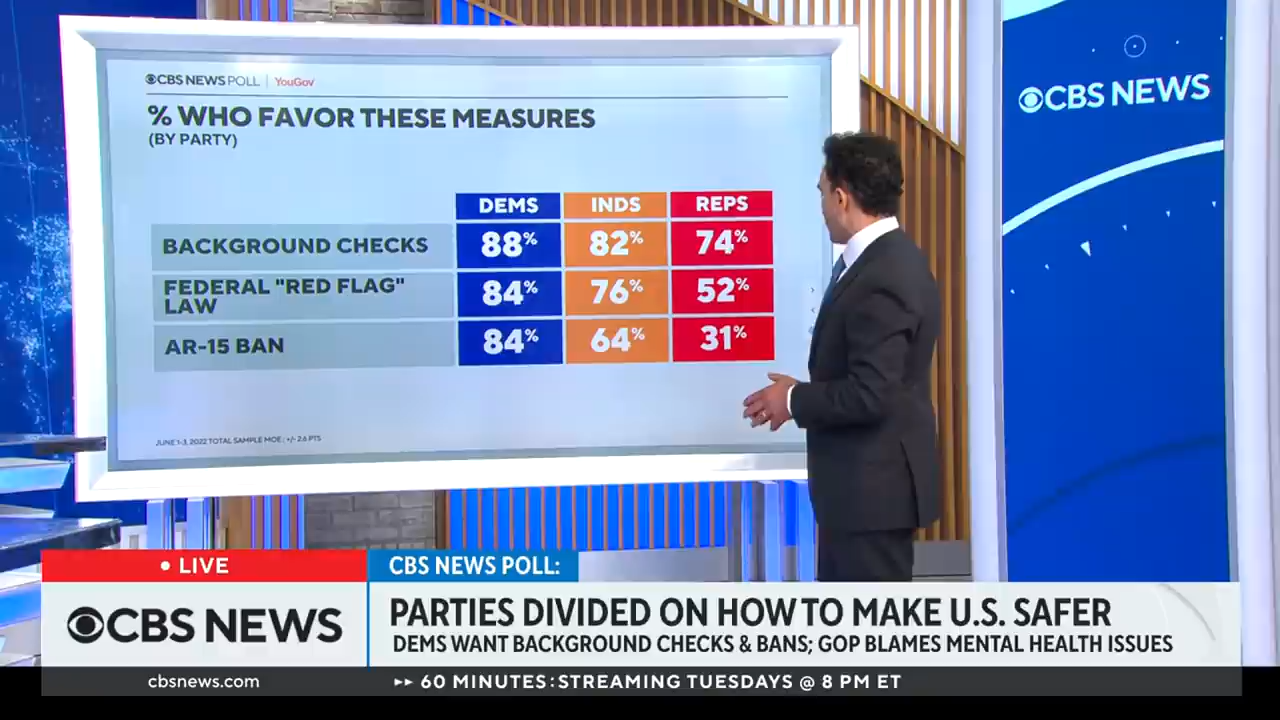 CBS NEWS POLL | YouGov
% WHO FAVOR THESE MEASURES
(BY PARTY)
DEMS INDS REPS
BACKGROUND CHECKS 88% 82% 74%
FEDERAL "RED FLAG"
LAW 84% 76% 52%
AR-15 BAN 84% 64% 31%
JUNE 1-3, 2022 TOTAL SAMPLE MOE: +/- 2.6 PTS
CBS NEWS
• LIVE
CBS NEWS POLL:
CBS NEWS
PARTIES DIVIDED ON HOW TO MAKE U.S. SAFER
DEMS WANT BACKGROUND CHECKS & BANS; GOP BLAMES MENTAL HEALTH ISSUES
cbsnews.com
60 MINUTES: STREAMING TUESDAYS @ 8 PM ET